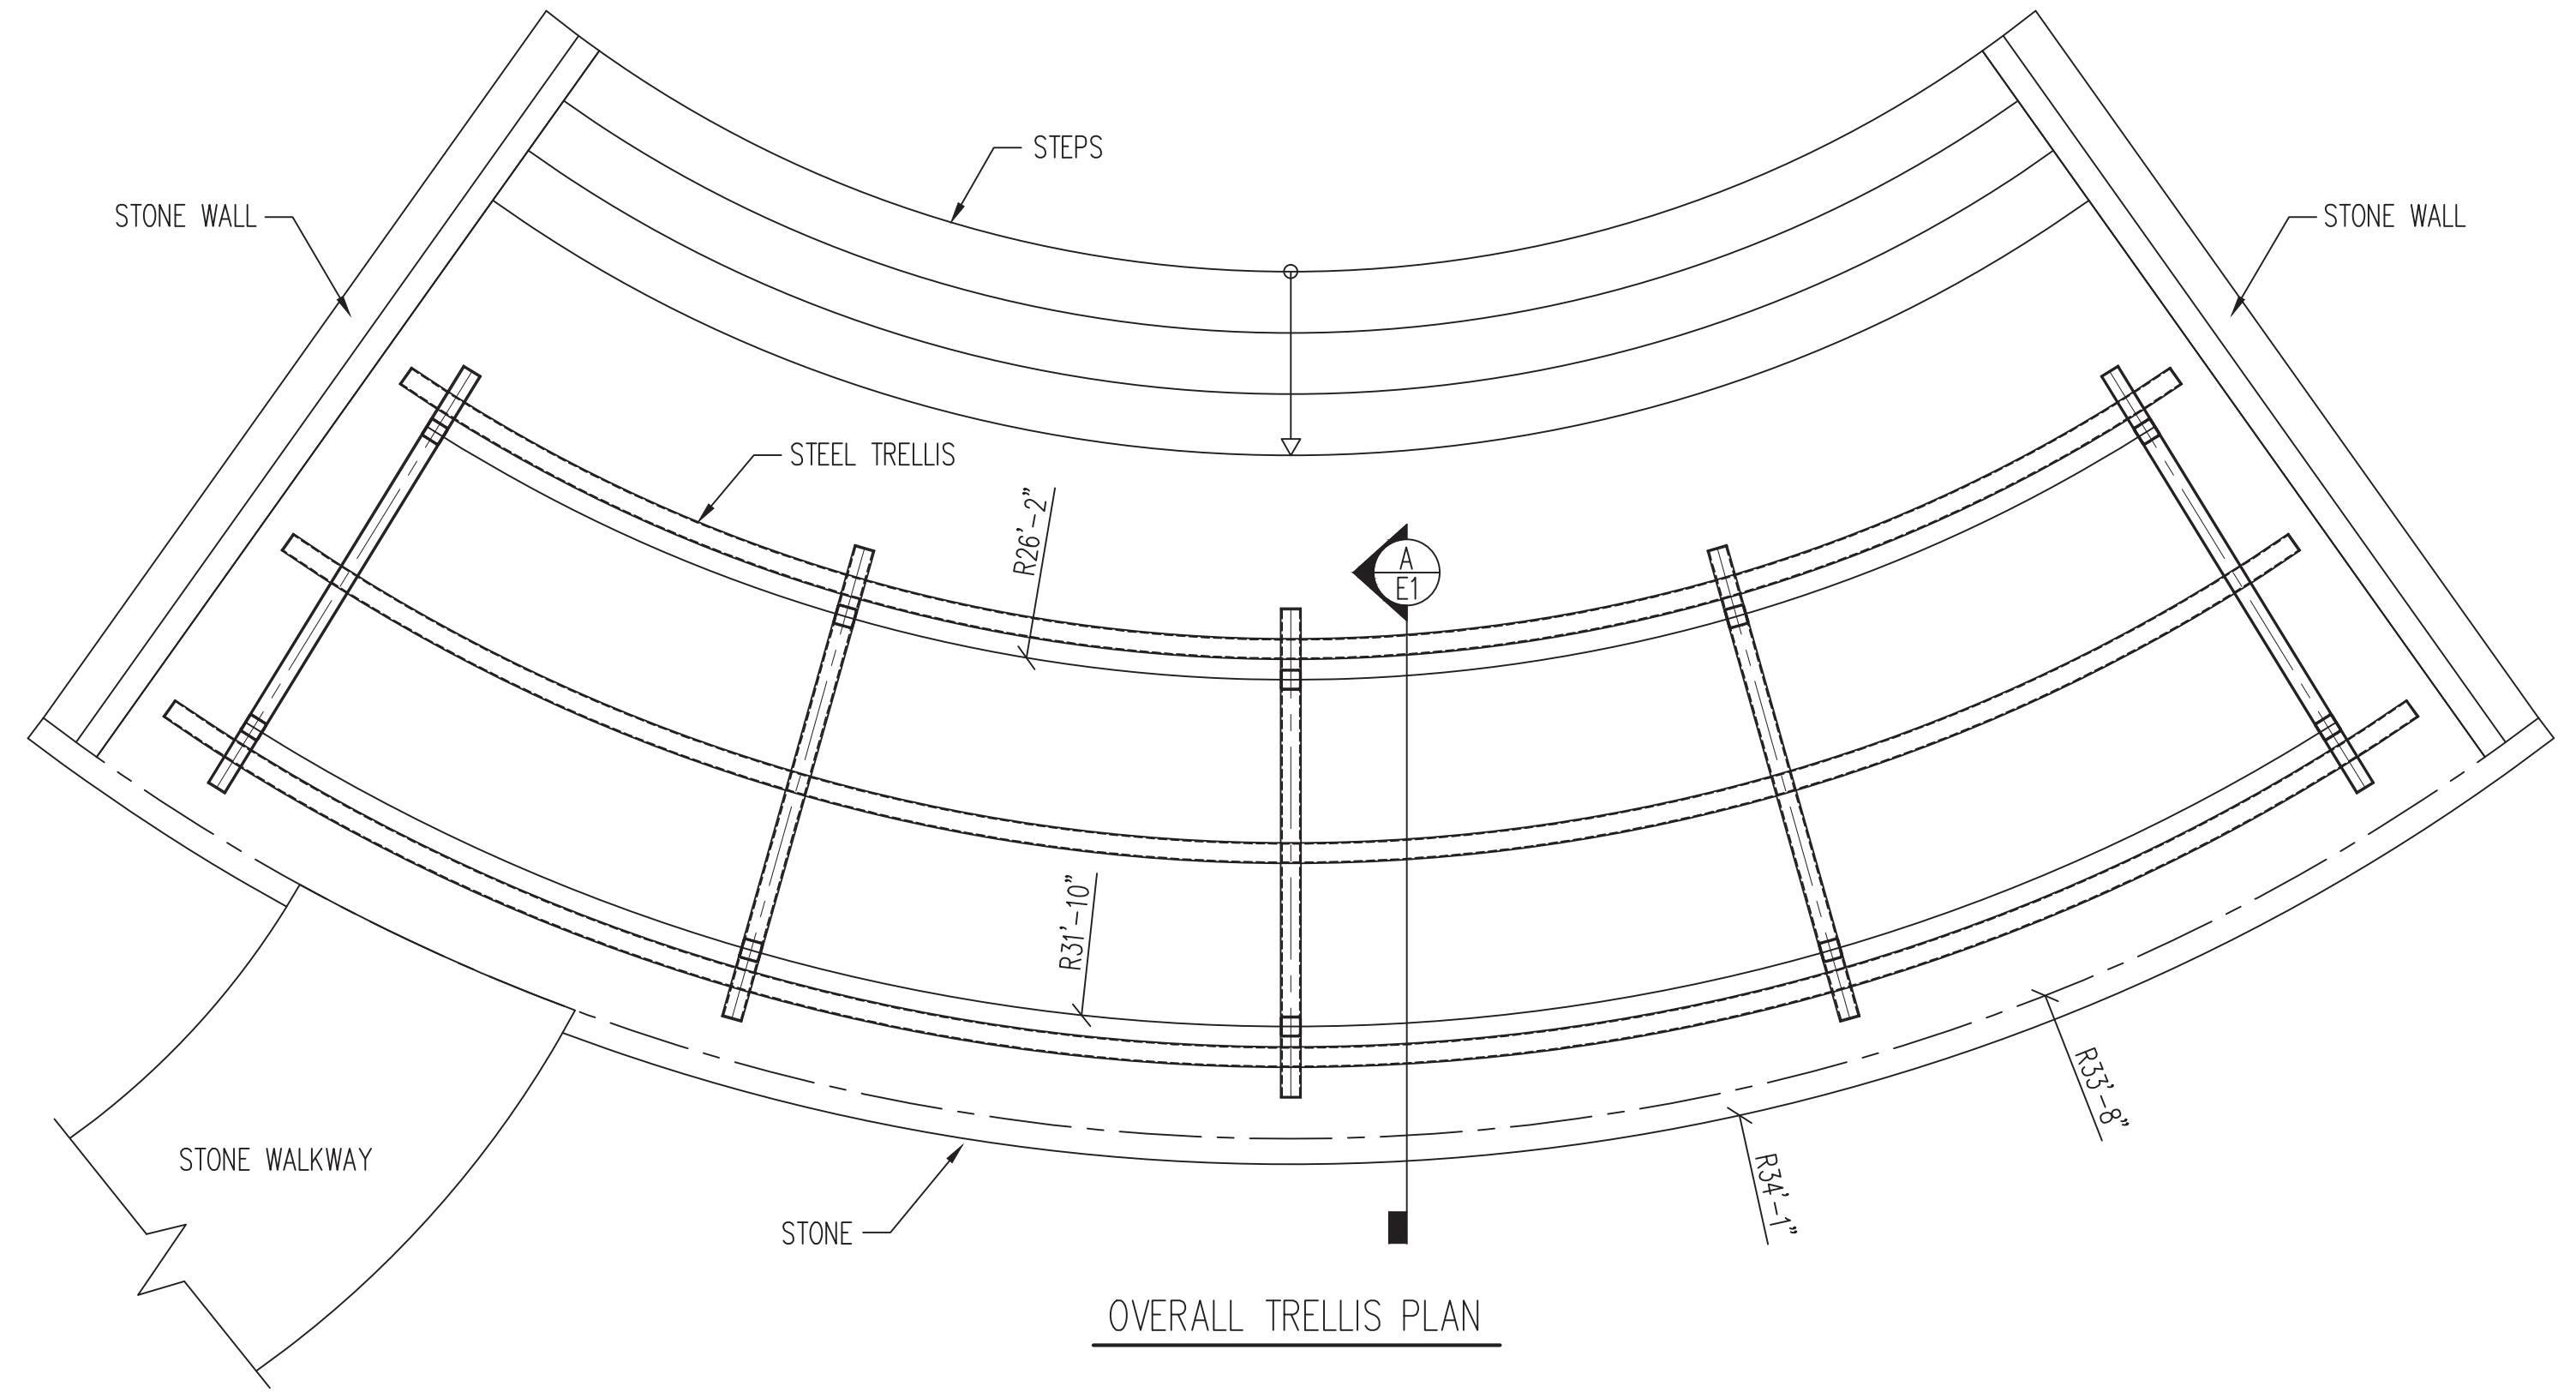 STEPS
STONE WALL
STONE WALL
STEEL TRELLIS
R26'-2"
A
E1
R31'-10"
R33'-8"
R34'-1"
STONE WALKWAY
STONE
OVERALL TRELLIS PLAN